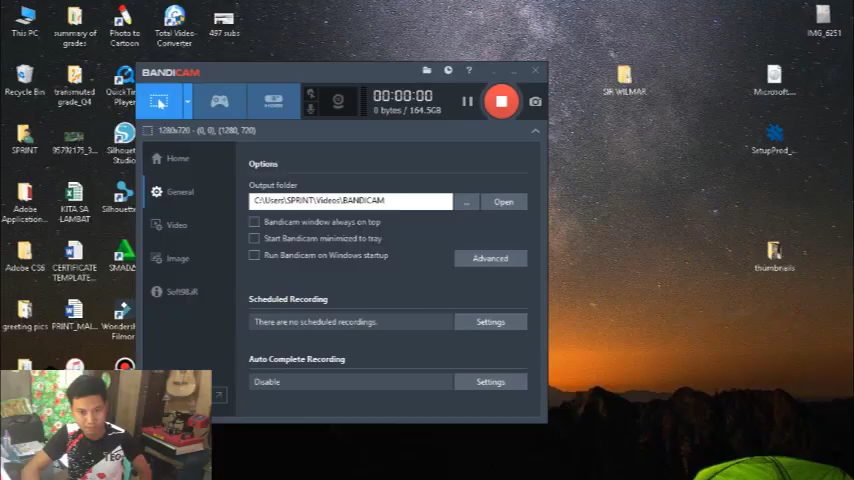 This PC
summary of
grades
Photo to
Cartoon
Total Video
Converter
497 subs
IMG_6251
BANDICAM
?
Recycle Bin
transmuted
grade_Q4
QuickTime
Player
00:00:00
0 bytes / 164.5GB
HDMI
SIR WILMAR
Microsoft...
1280x720 - (0, 0), (1280, 720)
SPRINT
95792175_3...
Silhouette
Studio
SetupProd_...
Home
General
Video
Image
Soft98.iR
Options
Output folder
C:\Users\SPRINT\Videos\BANDICAM
...
Open
Bandicam window always on top
Start Bandicam minimized to tray
Run Bandicam on Windows startup
Advanced
Adobe
Application...
KITA SA
-LAMBAT
Silhouette
Adobe CS6
CERTIFICATE
TEMPLATE...
SMADA
thumbnails
Scheduled Recording
There are no scheduled recordings.
Settings
greeting pics
PRINT_MAL...
Wondersh
Filmor
Auto Complete Recording
Disable
Settings